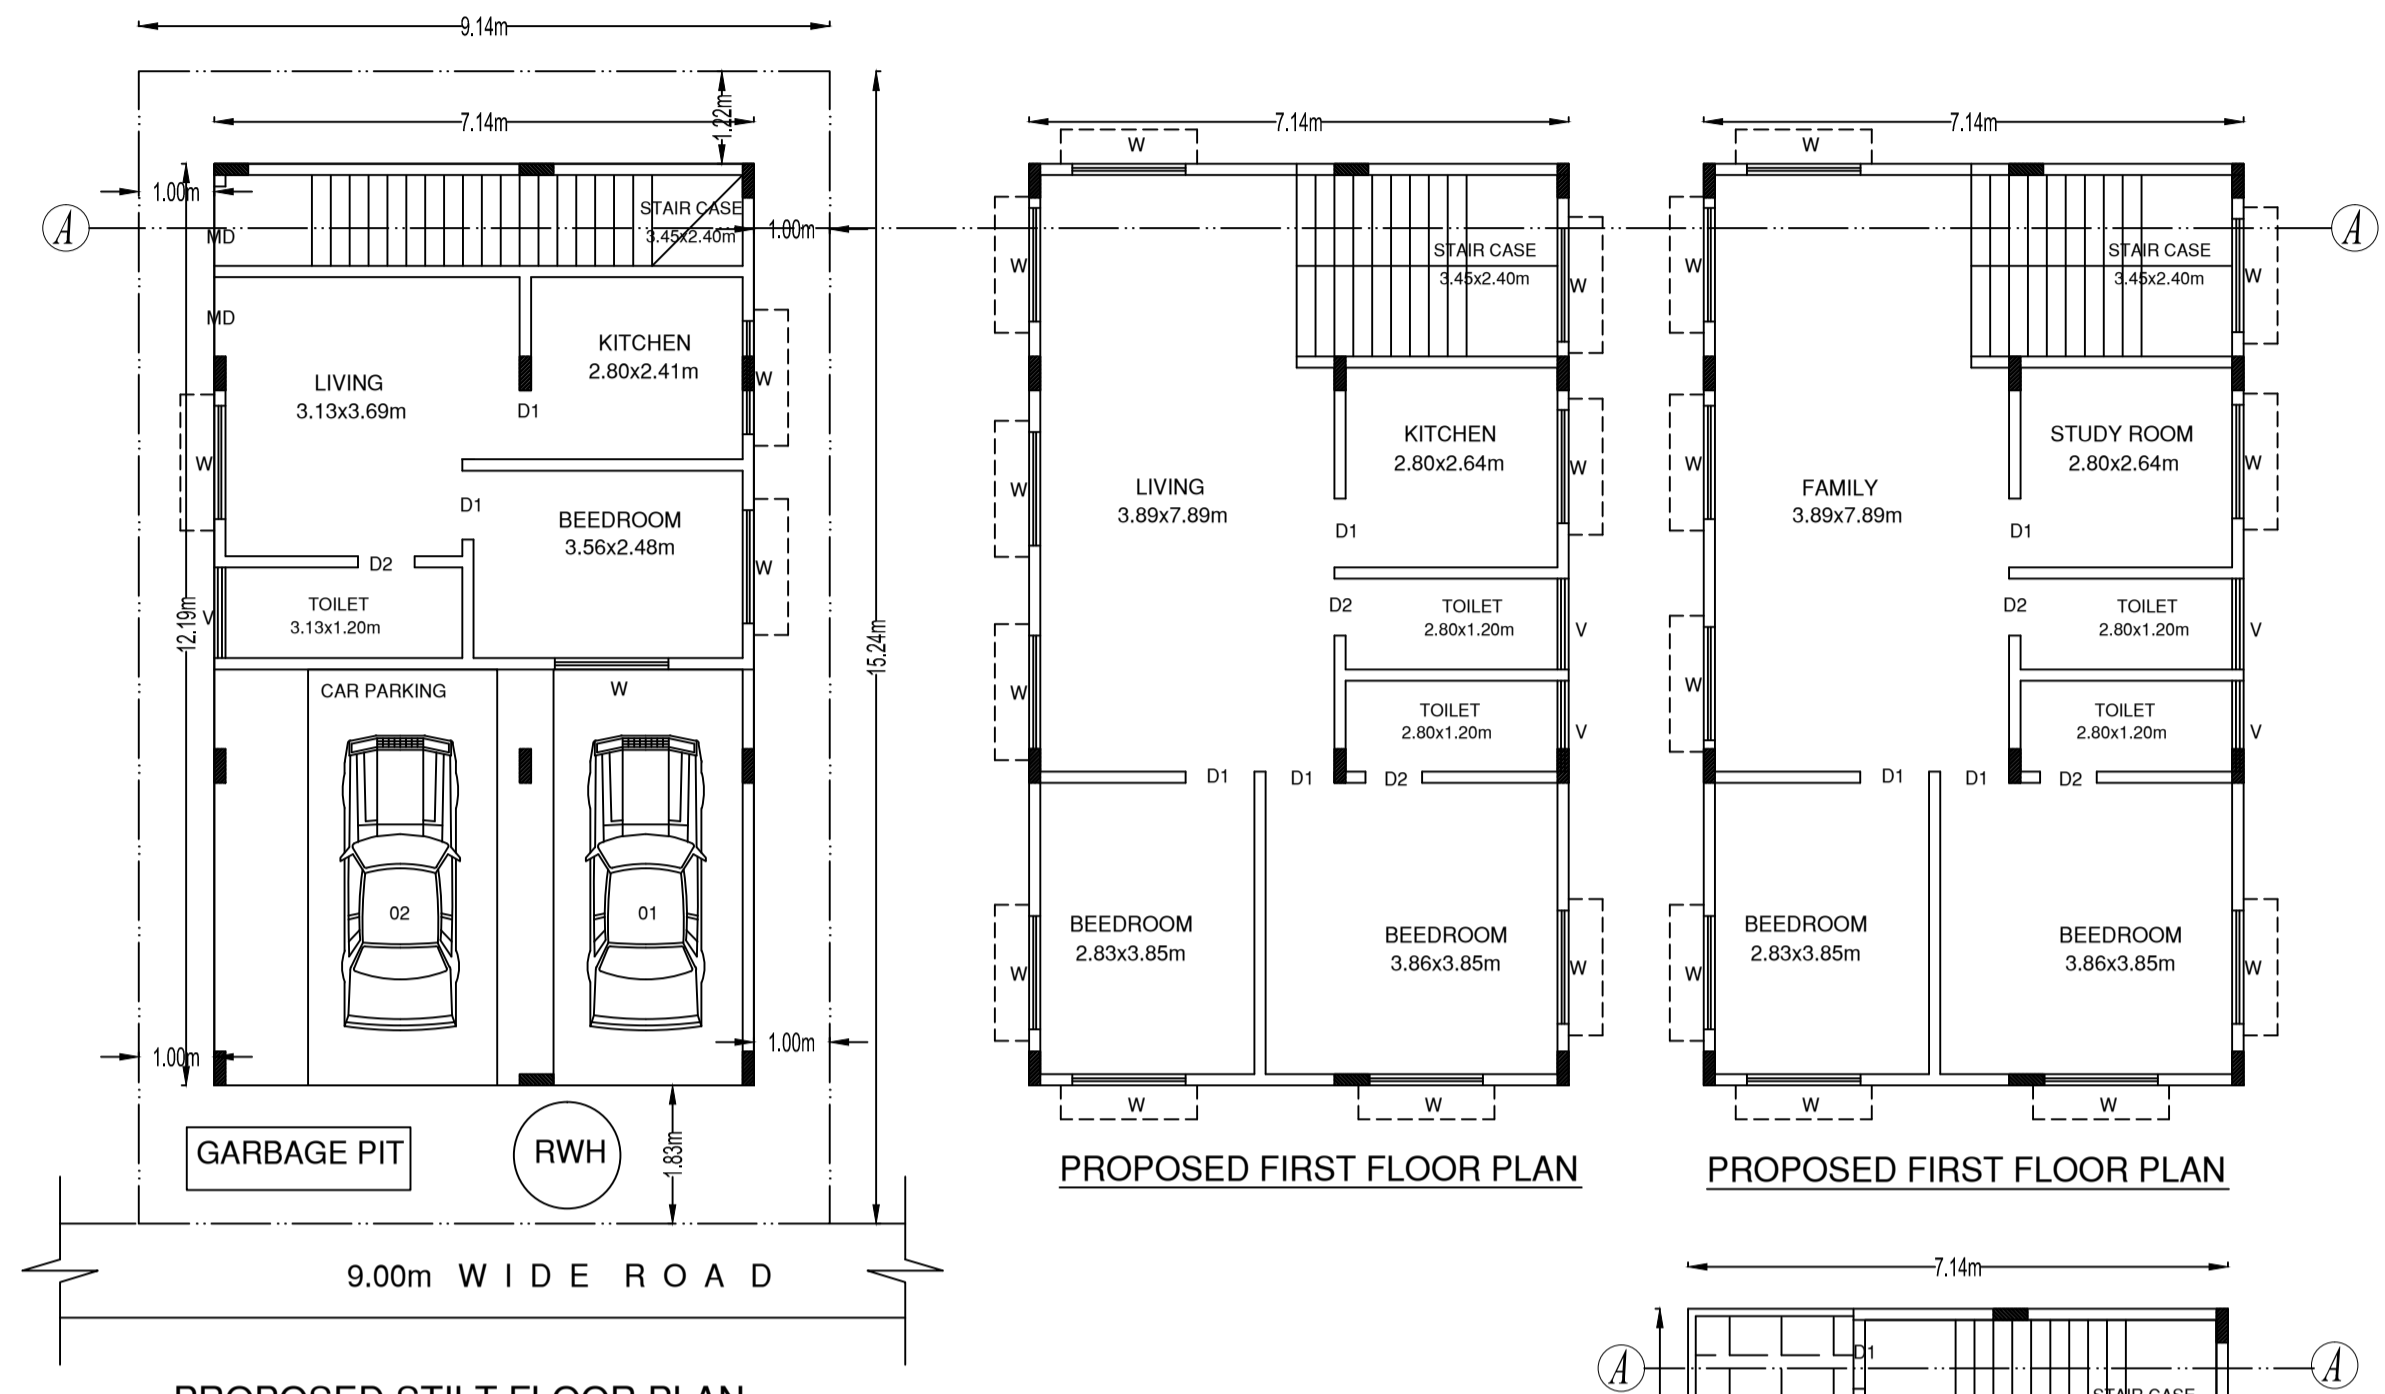 9.14m
1.22m
7.14m
1.00m
STAIR CASE
3.45x2.40m
1.00m
A
MD
MD
KITCHEN
2.80x2.41m
W
LIVING
3.13x3.69m
D1
W
D1
BEEDROOM
3.56x2.48m
W
D2
TOILET
3.13x1.20m
V
12.19m
15.24m
CAR PARKING
W
02
01
1.00m
1.00m
GARBAGE PIT
RWH
1.83m
9.00m WIDE ROAD
PROPOSED STILT FLOOR PLAN
7.14m
W
W
STAIR CASE
3.45x2.40m
W
KITCHEN
2.80x2.64m
W
LIVING
3.89x7.89m
W
D1
D2
TOILET
2.80x1.20m
V
W
TOILET
2.80x1.20m
V
D1
D1
D2
BEEDROOM
2.83x3.85m
W
BEEDROOM
3.86x3.85m
W
W
W
PROPOSED FIRST FLOOR PLAN
7.14m
W
A
W
STAIR CASE
3.45x2.40m
W
STUDY ROOM
2.80x2.64m
W
FAMILY
3.89x7.89m
W
D1
D2
TOILET
2.80x1.20m
V
W
TOILET
2.80x1.20m
V
D1
D1
D2
BEEDROOM
2.83x3.85m
W
BEEDROOM
3.86x3.85m
W
W
W
PROPOSED FIRST FLOOR PLAN
7.14m
A
D1
A
STAIR CASE